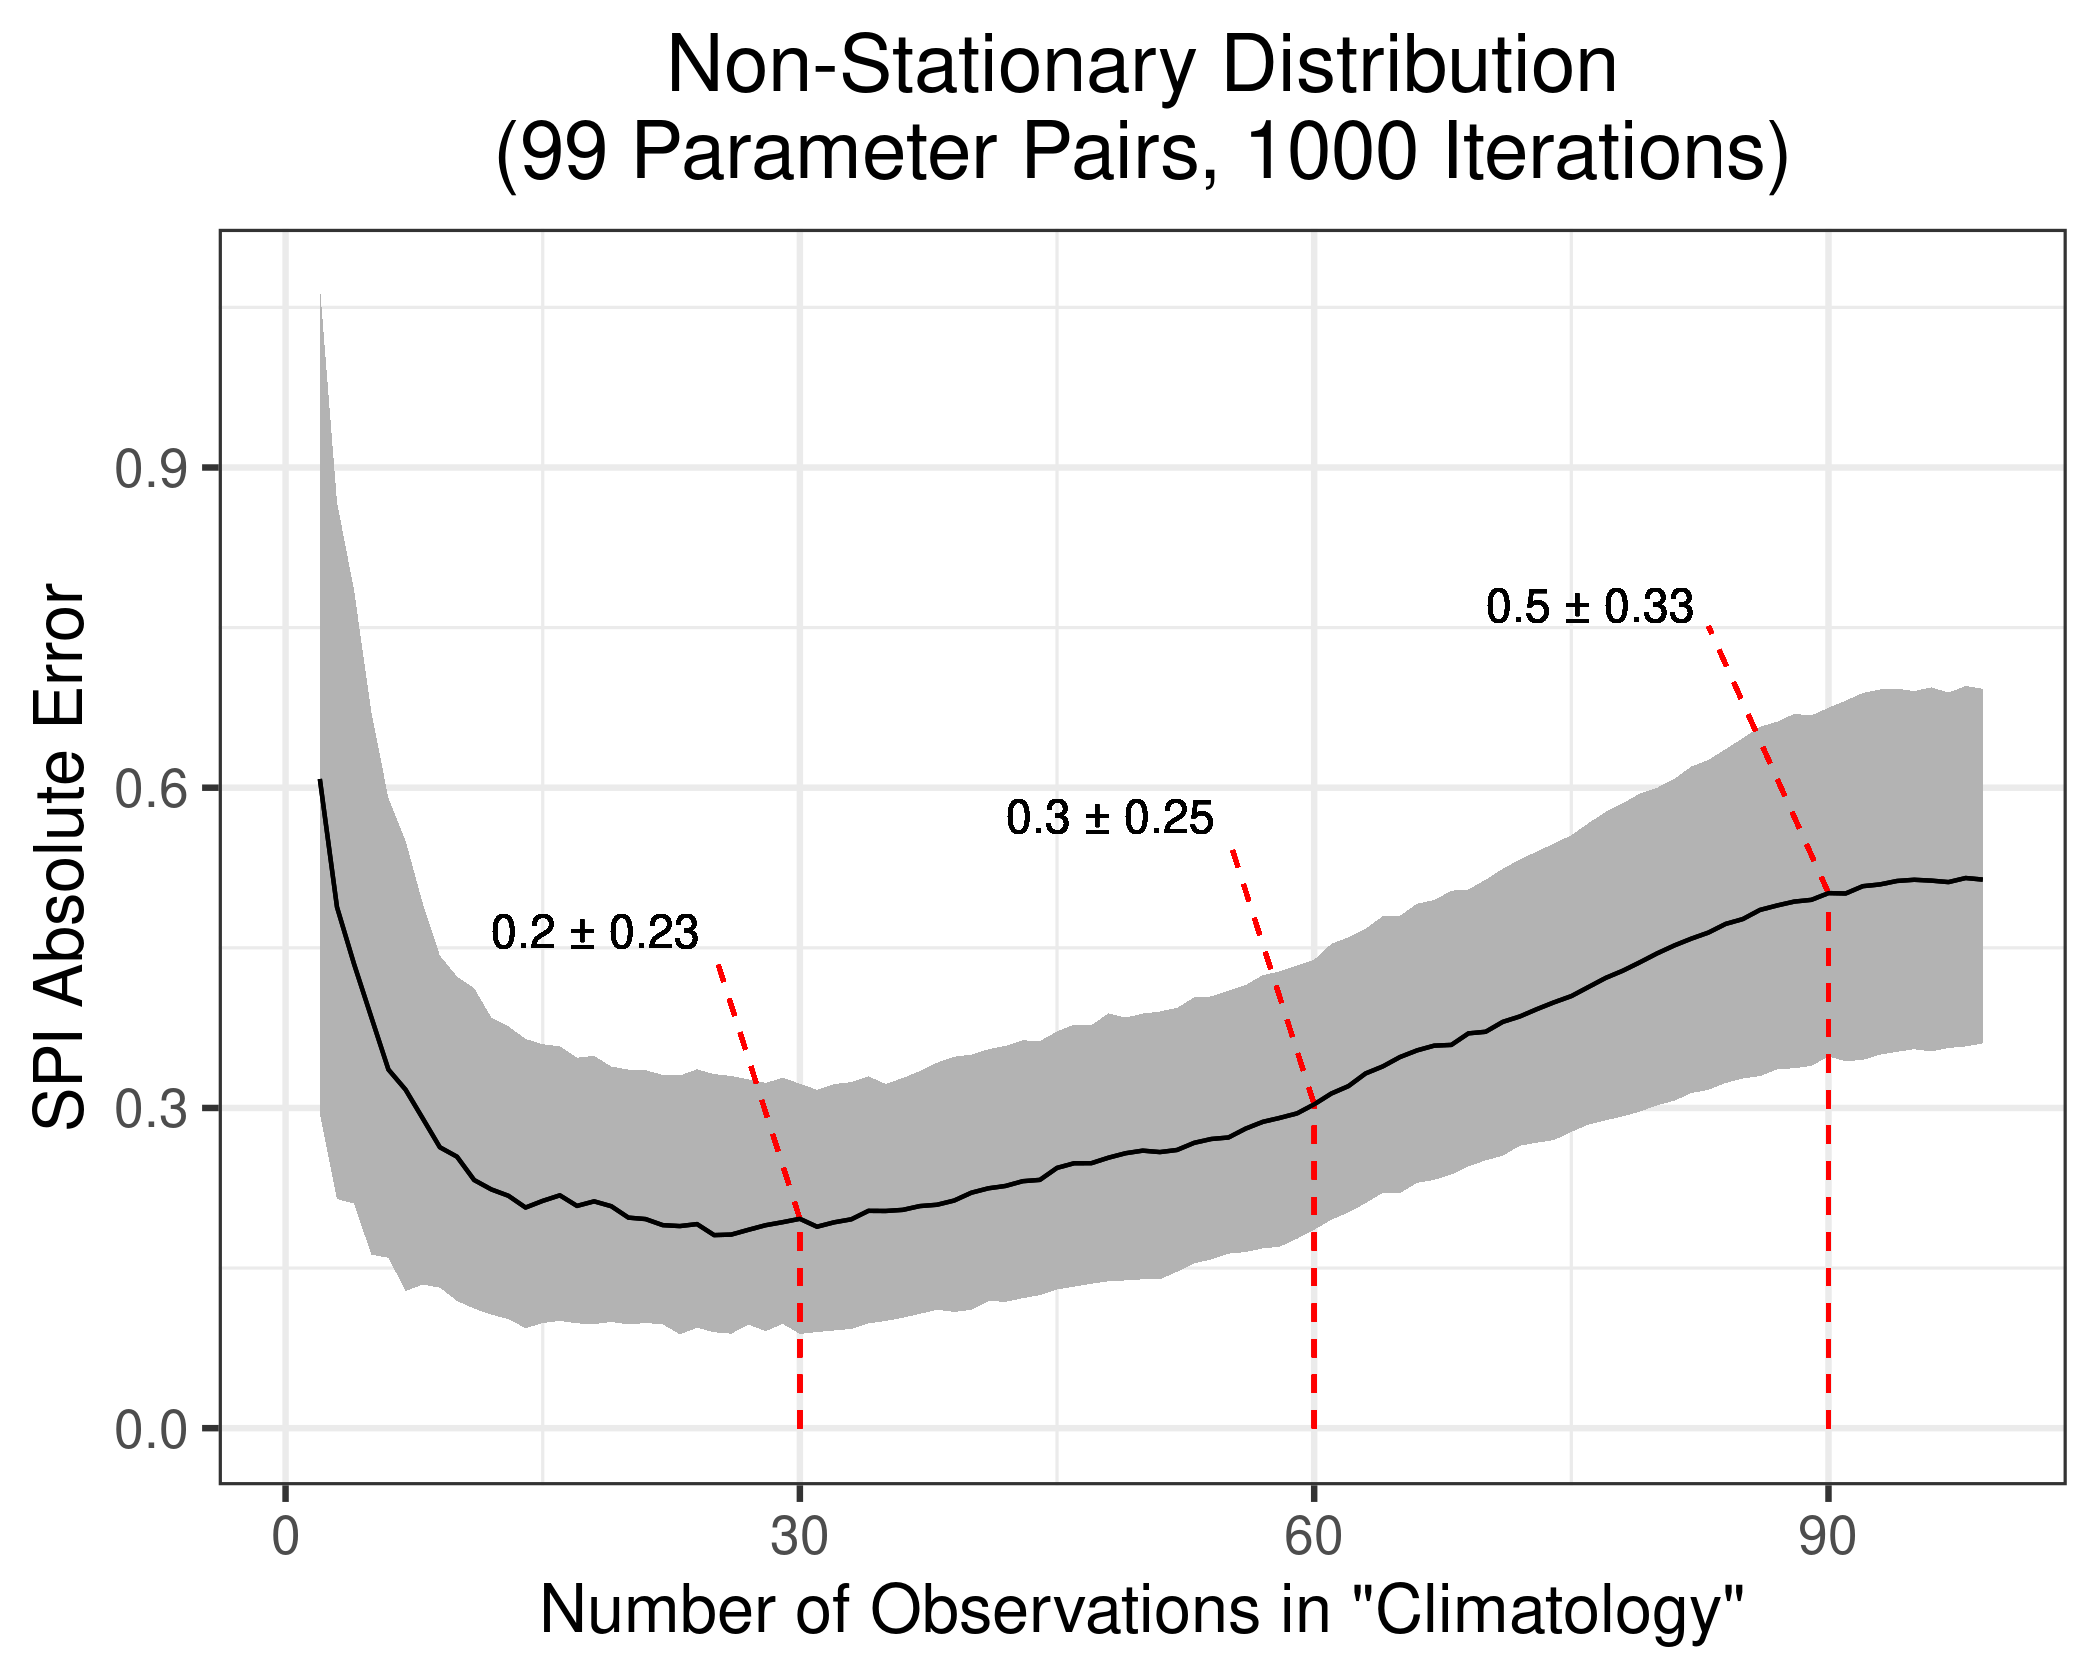 Non-Stationary Distribution
(99 Parameter Pairs, 1000 Iterations)
SPI Absolute Error
0.9
0.6
0.3
0.0
0.5 ± 0.33
0.3 ± 0.25
0.2 ± 0.23
0 30 60 90
Number of Observations in "Climatology"